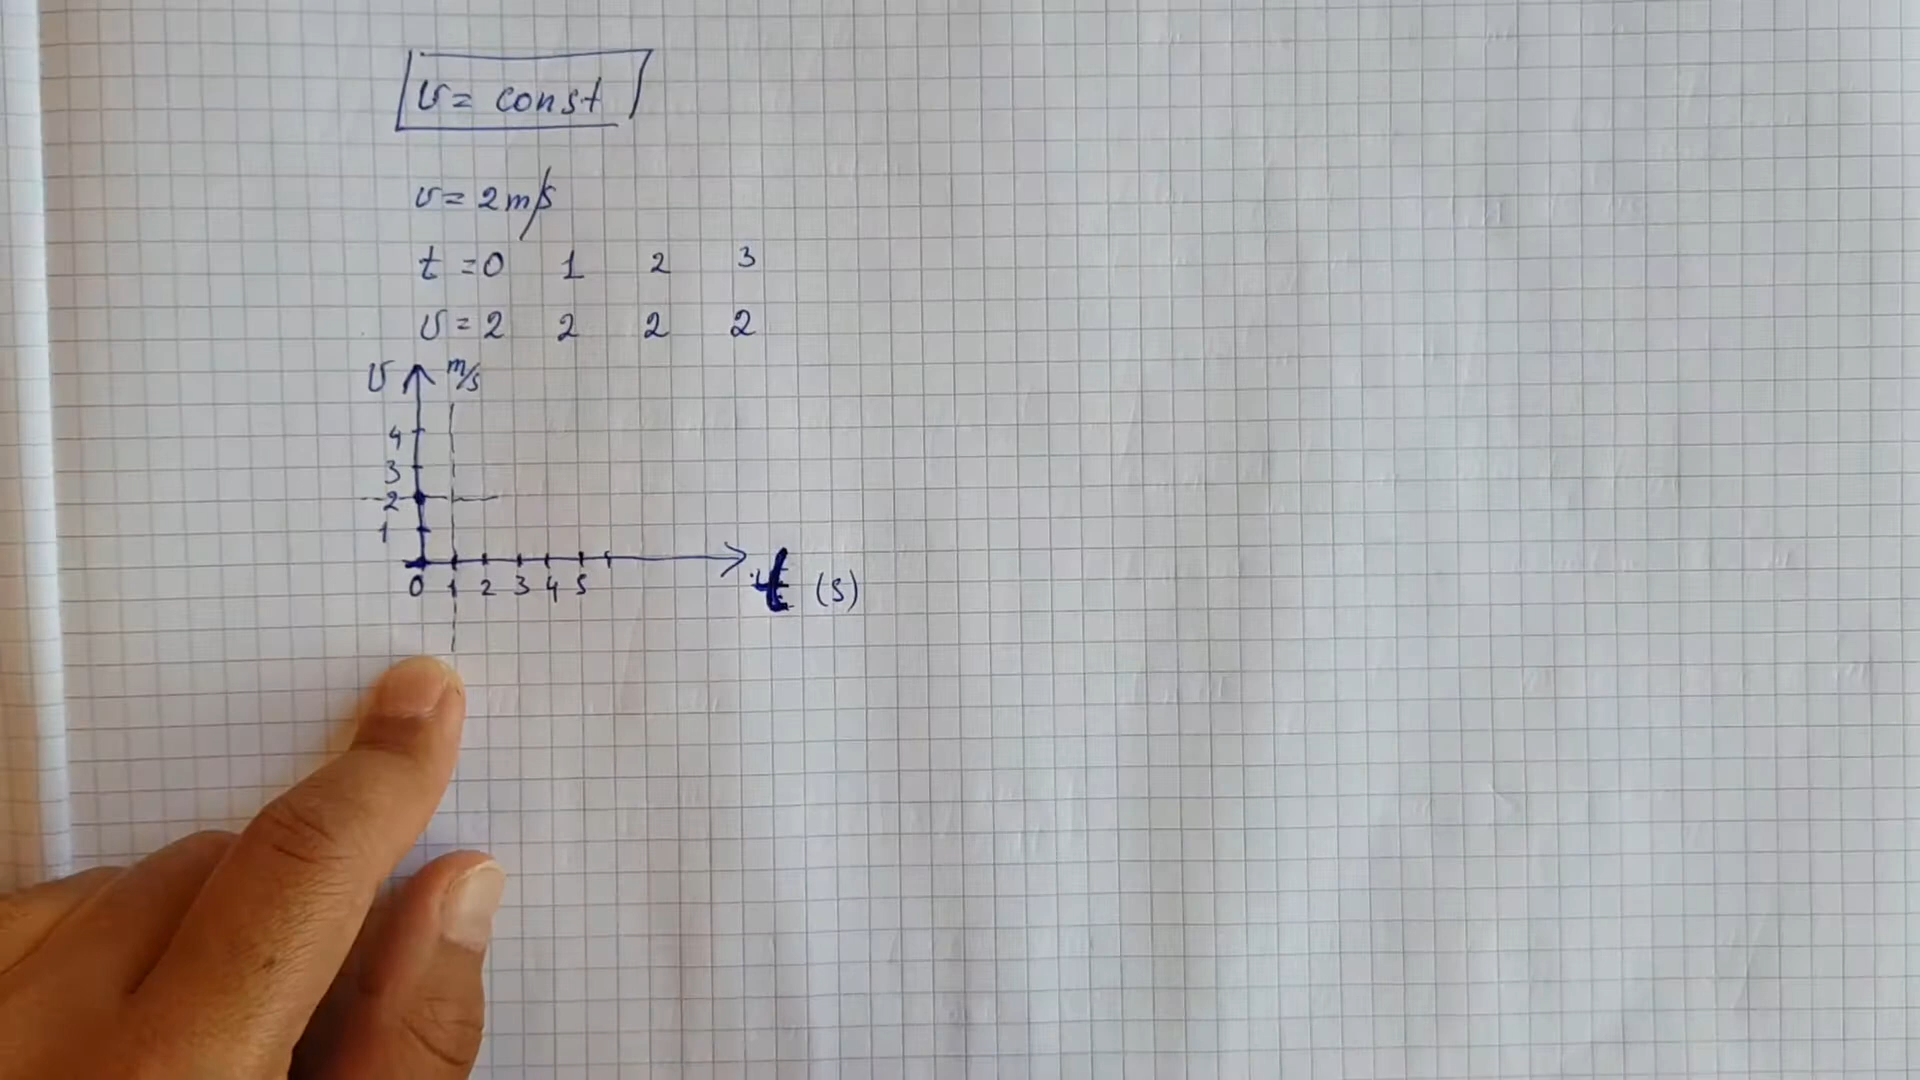 v = const
v = 2 m/s
t = 0 1 2 3
v = 2 2 2 2
v m/s
4
3
2
1
0 1 2 3 4 5 t (s)